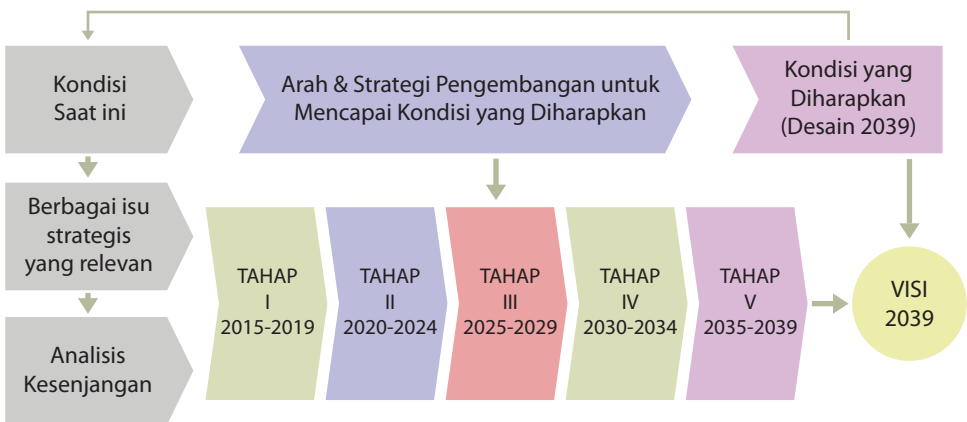 Kondisi
Saat ini
Arah & Strategi Pengembangan untuk
Mencapai Kondisi yang Diharapkan
Kondisi yang
Diharapkan
(Desain 2039)
Berbagai isu
strategis
yang relevan
Analisis
Kesenjangan
TAHAP
I
2015-2019
TAHAP
II
2020-2024
TAHAP
III
2025-2029
TAHAP
IV
2030-2034
TAHAP
V
2035-2039
VISI
2039